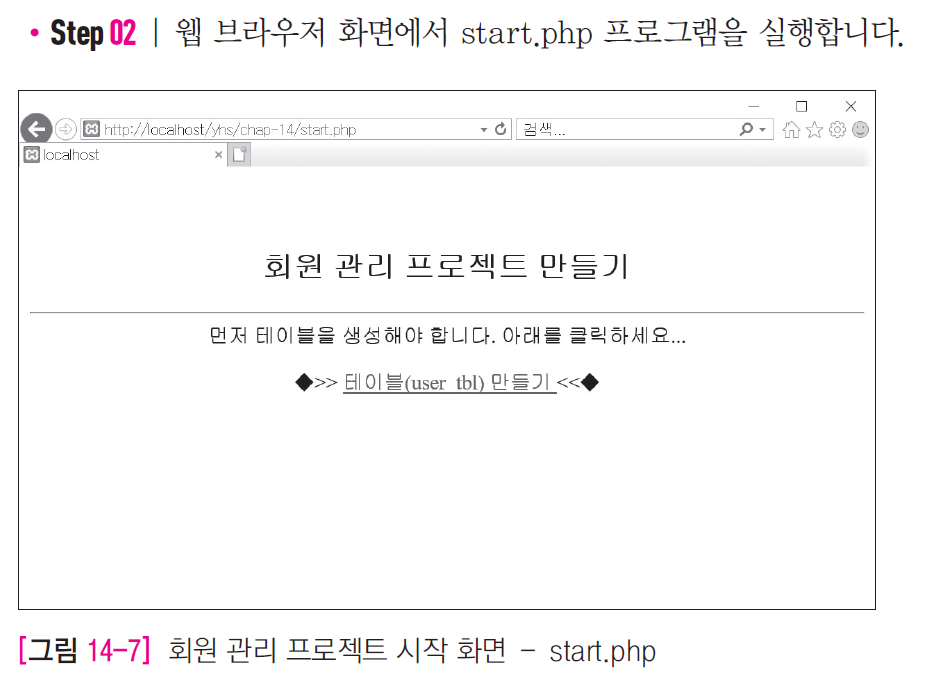 • Step 02 | 웹 브라우저 화면에서 start.php 프로그램을 실행합니다.
http://localhost/yhs/chap-14/start.php
검색...
localhost
회원 관리 프로젝트 만들기
먼저 테이블을 생성해야 합니다. 아래를 클릭하세요...
◆>> 테이블(user_tbl) 만들기 <<◆
[그림 14-7] 회원 관리 프로젝트 시작 화면 - start.php